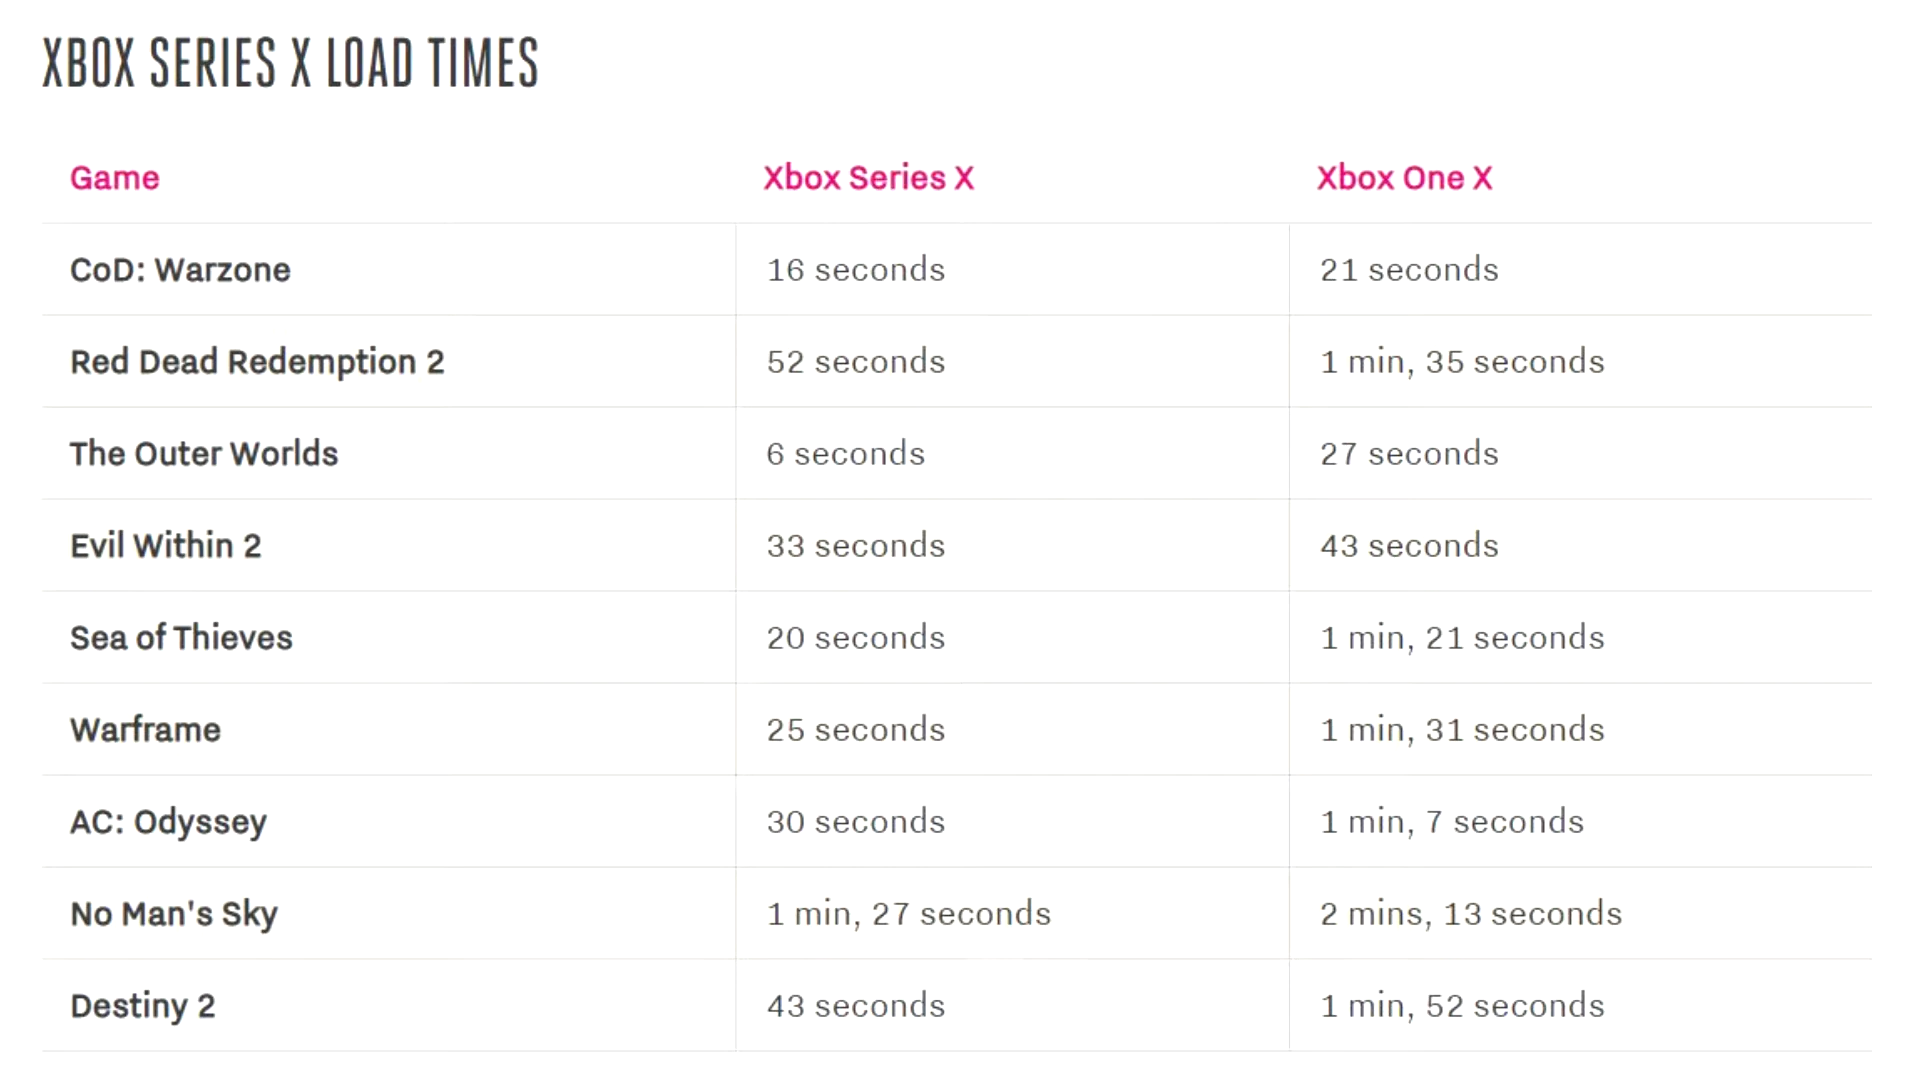 XBOX SERIES X LOAD TIMES
Game Xbox Series X Xbox One X
CoD: Warzone 16 seconds 21 seconds
Red Dead Redemption 2 52 seconds 1 min, 35 seconds
The Outer Worlds 6 seconds 27 seconds
Evil Within 2 33 seconds 43 seconds
Sea of Thieves 20 seconds 1 min, 21 seconds
Warframe 25 seconds 1 min, 31 seconds
AC: Odyssey 30 seconds 1 min, 7 seconds
No Man's Sky 1 min, 27 seconds 2 mins, 13 seconds
Destiny 2 43 seconds 1 min, 52 seconds